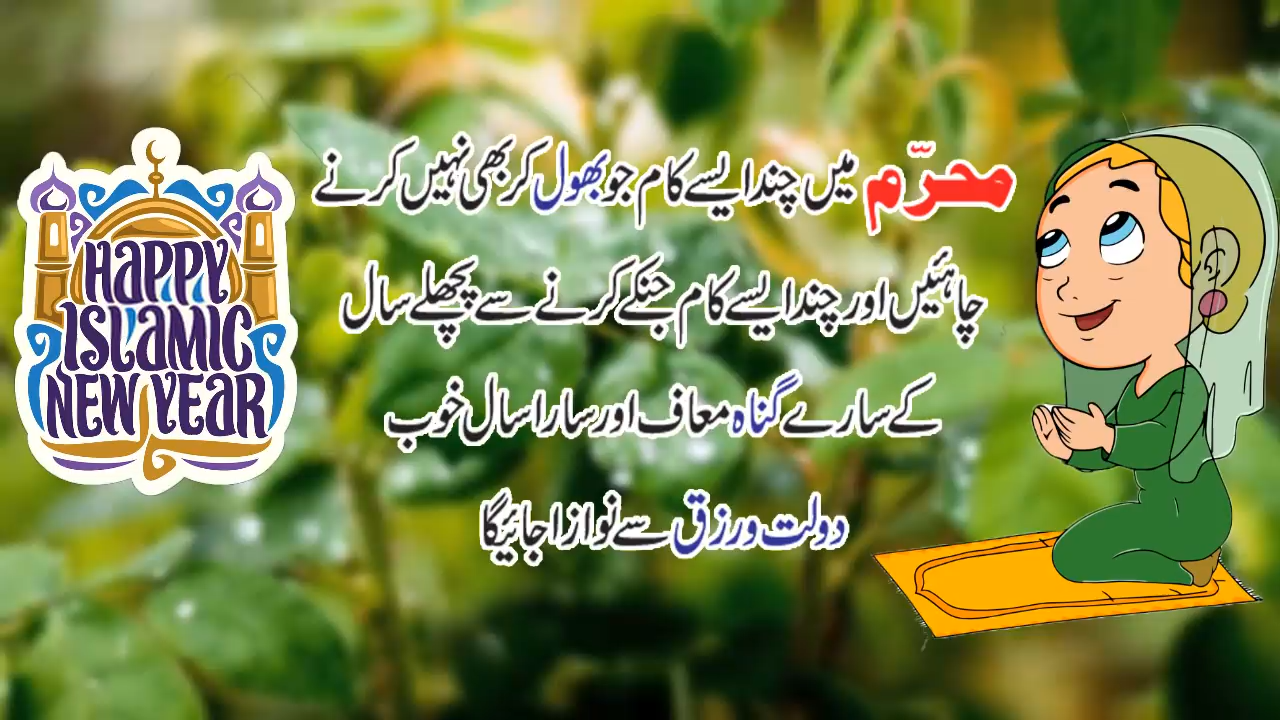 HAPPY
ISLAMIC
NEW YEAR
محرّم میں چند ایسے کام جو بھول کر بھی نہیں کرنے
چاہئیں اور چند ایسے کام جنکے کرنے سے پچھلے سال
کے سارے گناہ معاف اور سارا سال خوب
دولت ورزق سے نوازا جائیگا